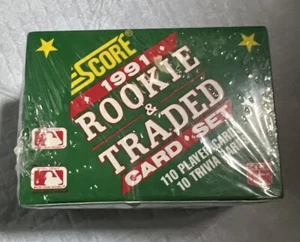 SCORE
1991
ROOKIE
&
TRADED
CARD • SET
110 PLAYER CARDS
10 TRIVIA CARDS